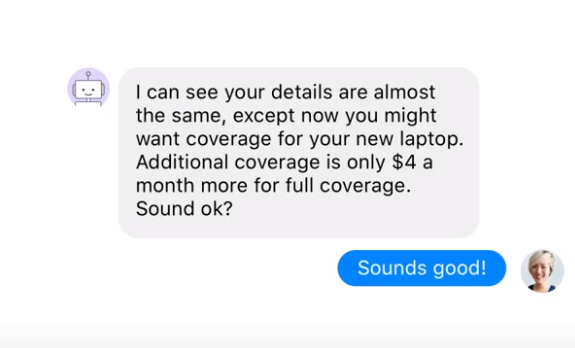 I can see your details are almost
the same, except now you might
want coverage for your new laptop.
Additional coverage is only $4 a
month more for full coverage.
Sound ok?
Sounds good!